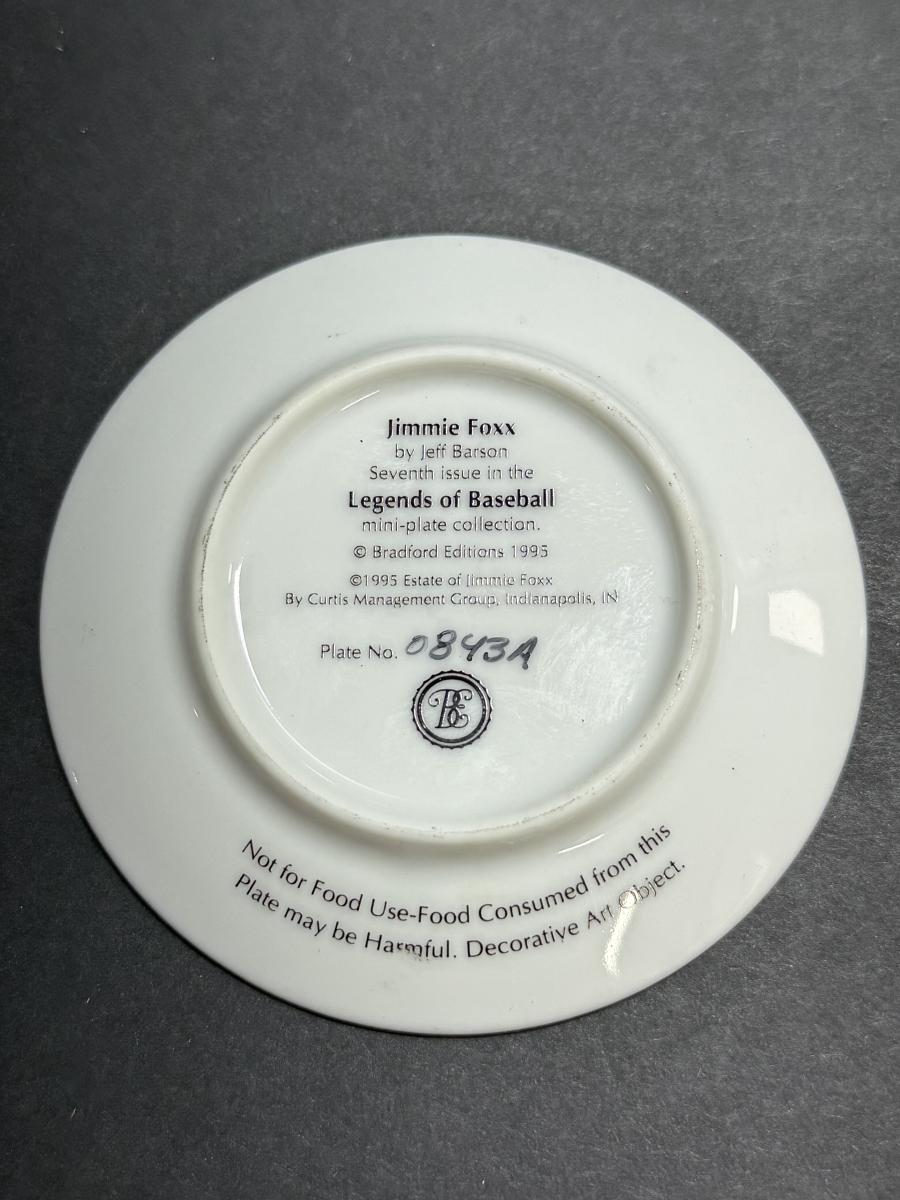 Jimmie Foxx
by Jeff Barson
Seventh issue in the
Legends of Baseball
mini-plate collection.
© Bradford Editions 1995
©1995 Estate of Jimmie Foxx
By Curtis Management Group, Indianapolis, IN
Plate No. 0843A
BE
Not for Food Use-Food Consumed from this
Plate may be Harmful. Decorative Art Object.